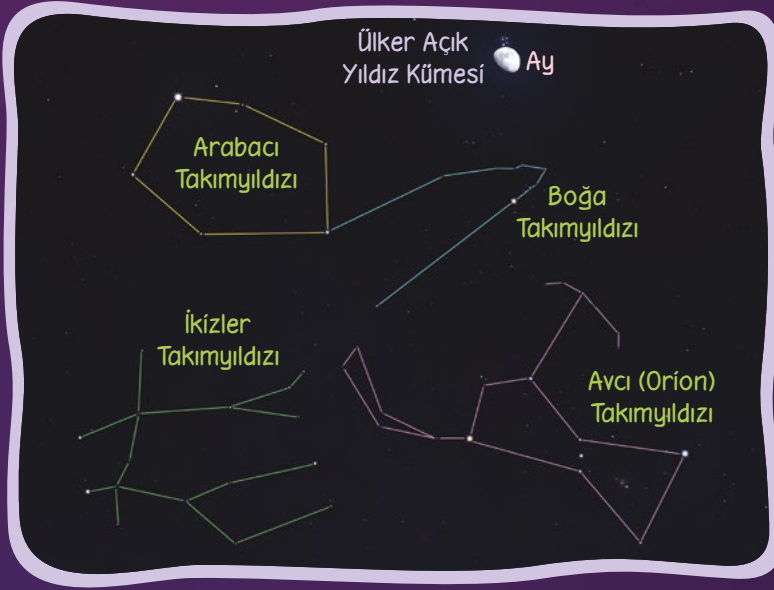 Ülker Açık
Yıldız Kümesi
Ay
Arabacı
Takımyıldızı
Boğa
Takımyıldızı
İkizler
Takımyıldızı
Avcı (Orion)
Takımyıldızı